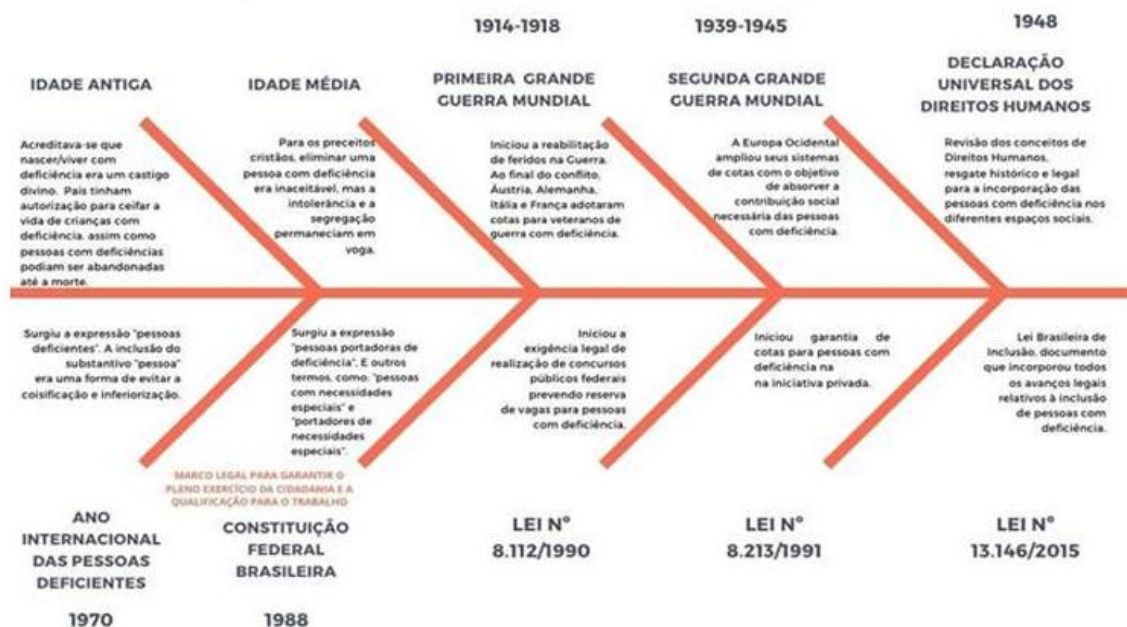 1914-1918
1939-1945
1948
IDADE ANTIGA
IDADE MÉDIA
PRIMEIRA GRANDE
GUERRA MUNDIAL
SEGUNDA GRANDE
GUERRA MUNDIAL
DECLARAÇÃO
UNIVERSAL DOS
DIREITOS HUMANOS
Acreditava-se que
nascer/viver com
deficiência era um castigo
divino. Pais tinham
autorização para ceifar a
vida de crianças com
deficiência, assim como
pessoas com deficiências
podiam ser abandonadas
até a morte.
Para os preceitos
cristãos, eliminar uma
pessoa com deficiência
era inaceitável, mas a
intolerância e a
segregação
permaneciam em
voga.
Iniciou a reabilitação
de feridos na Guerra.
Ao final do conflito,
Áustria, Alemanha,
Itália e França adotaram
cotas para veteranos de
guerra com deficiência.
A Europa Ocidental
ampliou seus sistemas
de cotas com o objetivo
de absorver a
contribuição social
necessária das pessoas
com deficiência.
Revisão dos conceitos de
Direitos Humanos,
resgate histórico e legal
para a incorporação das
pessoas com deficiência nos
diferentes espaços sociais.
Surgiu a expressão "pessoas
deficientes". A inclusão do
substantivo "pessoa"
era uma forma de evitar a
coisificação e inferiorização.
Surgiu a expressão
"pessoas portadoras de
deficiência". E outros
termos, como: "pessoas
com necessidades
especiais" e
"portadores de
necessidades
especiais".
Iniciou a
exigência legal de
realização de concursos
públicos federais
prevendo reserva
de vagas para pessoas
com deficiência.
Iniciou garantia de
cotas para pessoas com
deficiência na
na iniciativa privada.
Lei Brasileira de
Inclusão, documento
que incorporou todos
os avanços legais
relativos à inclusão
de pessoas com
deficiência.
MARCO LEGAL PARA GARANTIR O
PLENO EXERCÍCIO DA CIDADANIA E A
QUALIFICAÇÃO PARA O TRABALHO
ANO
INTERNACIONAL
DAS PESSOAS
DEFICIENTES
1970
CONSTITUIÇÃO
FEDERAL
BRASILEIRA
1988
LEI Nº
8.112/1990
LEI Nº
8.213/1991
LEI Nº
13.146/2015